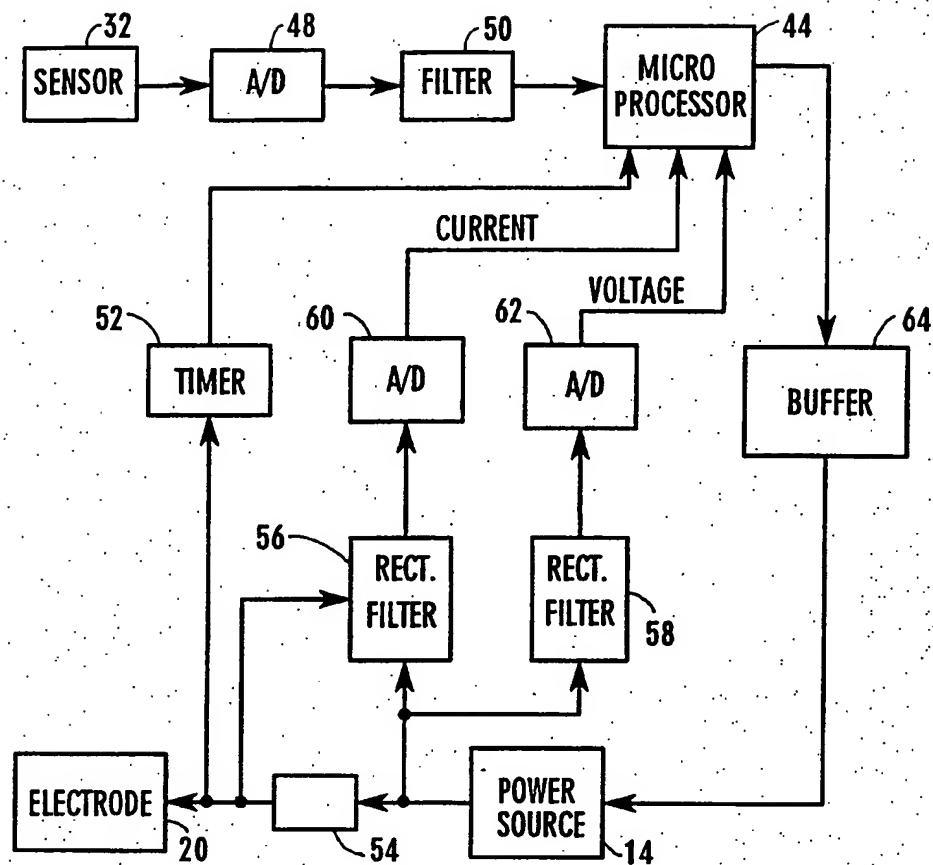 32
48
50
44
SENSOR
A/D
FILTER
MICRO
PROCESSOR
CURRENT
VOLTAGE
52
60
62
64
TIMER
A/D
A/D
BUFFER
56
RECT.
FILTER
RECT.
FILTER
58
ELECTRODE
20
54
POWER
SOURCE
14